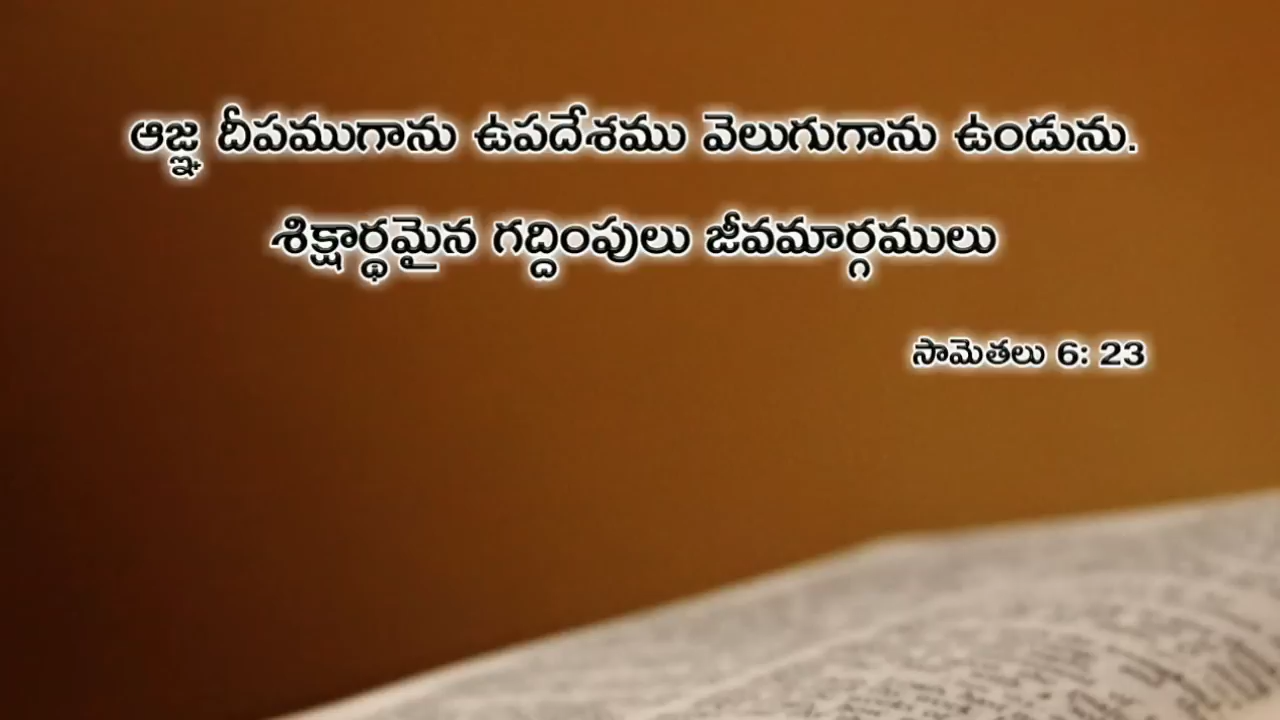 ఆజ్ఞ దీపముగాను ఉపదేశము వెలుగుగాను ఉండును.
శిక్షార్థమైన గద్దింపులు జీవమార్గములు
సామెతలు 6: 23